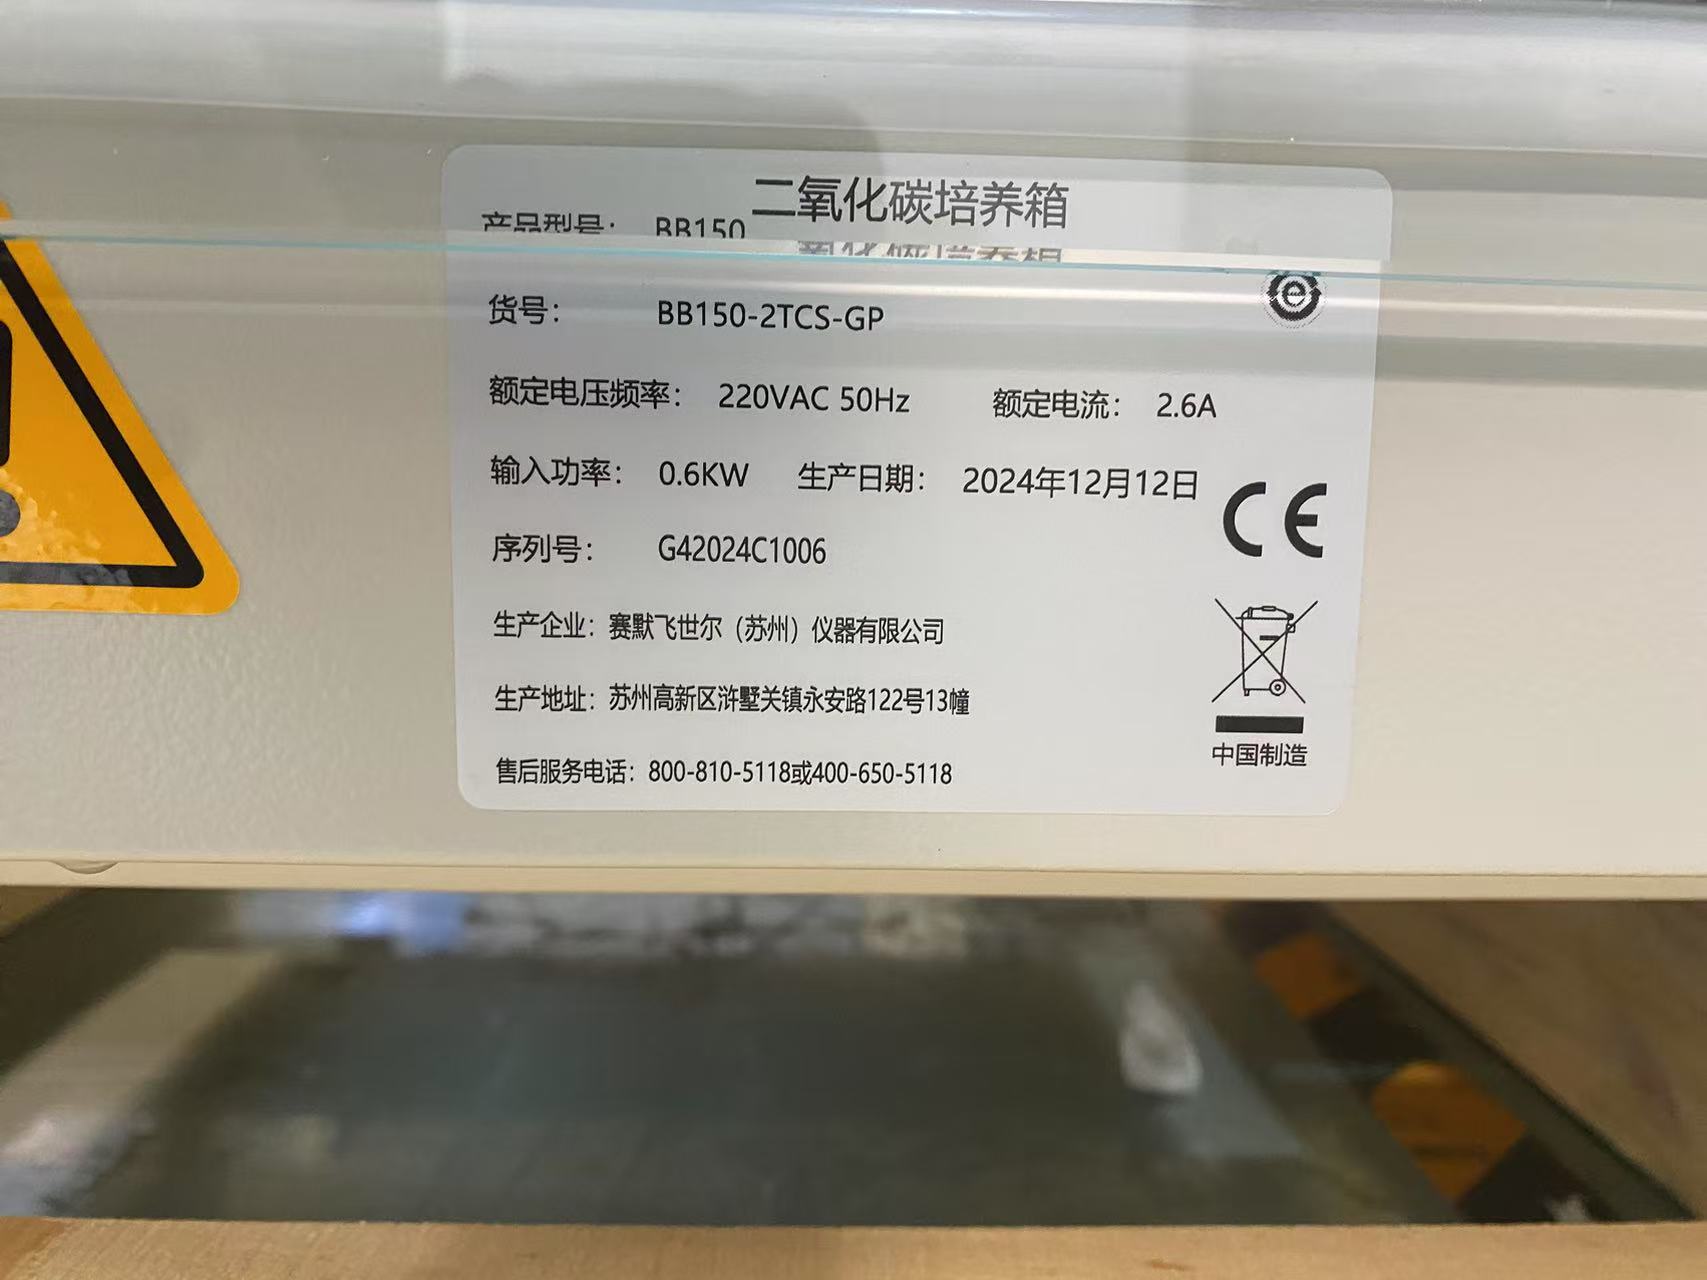 二氧化碳培养箱
产品型号： BB150
货号： BB150-2TCS-GP
额定电压频率： 220VAC 50Hz 额定电流： 2.6A
输入功率： 0.6KW 生产日期： 2024年12月12日
序列号： G42024C1006
生产企业：赛默飞世尔（苏州）仪器有限公司
生产地址：苏州高新区浒墅关镇永安路122号13幢
售后服务电话：800-810-5118或400-650-5118
e
CE
中国制造